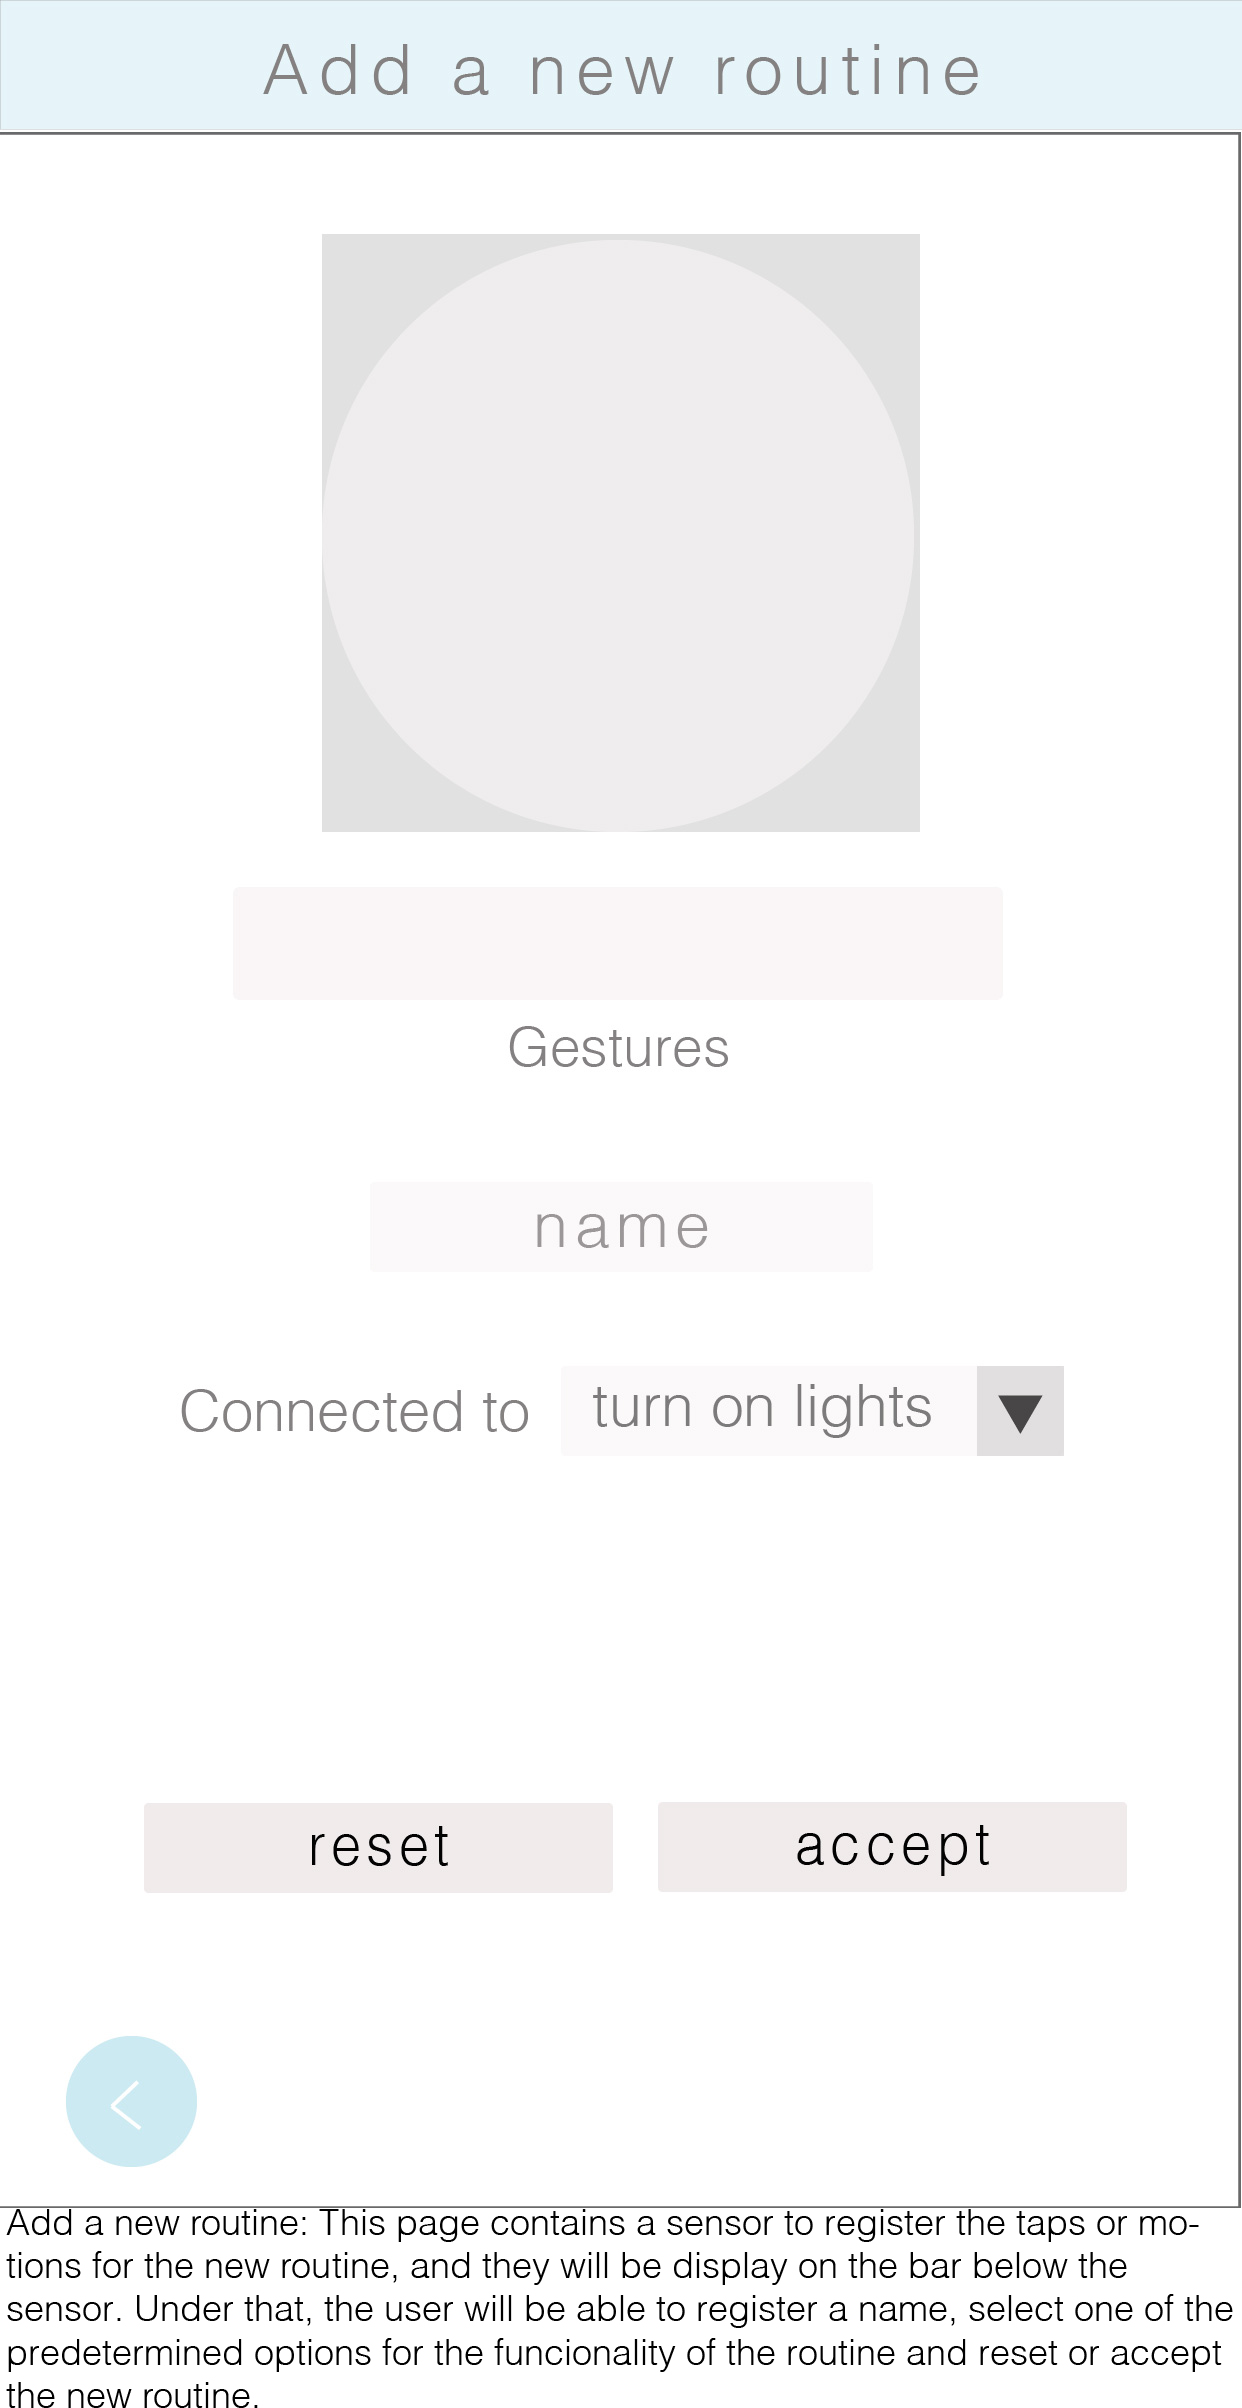 Add a new routine
Gestures
name
Connected to turn on lights
reset accept
Add a new routine: This page contains a sensor to register the taps or mo-
tions for the new routine, and they will be display on the bar below the
sensor. Under that, the user will be able to register a name, select one of the
predetermined options for the funcionality of the routine and reset or accept
the new routine.